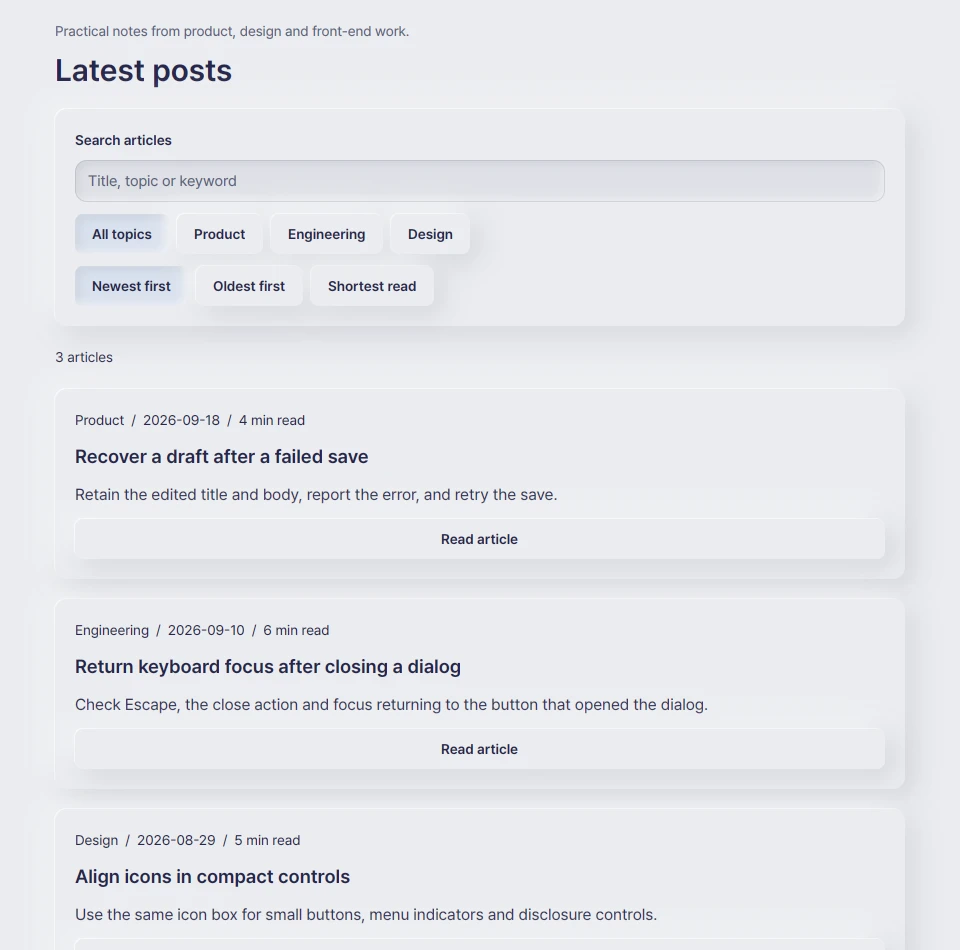 Practical notes from product, design and front-end work.
Latest posts
Search articles
Title, topic or keyword
All topics Product Engineering Design
Newest first Oldest first Shortest read
3 articles
Product / 2026-09-18 / 4 min read
Recover a draft after a failed save
Retain the edited title and body, report the error, and retry the save.
Read article
Engineering / 2026-09-10 / 6 min read
Return keyboard focus after closing a dialog
Check Escape, the close action and focus returning to the button that opened the dialog.
Read article
Design / 2026-08-29 / 5 min read
Align icons in compact controls
Use the same icon box for small buttons, menu indicators and disclosure controls.